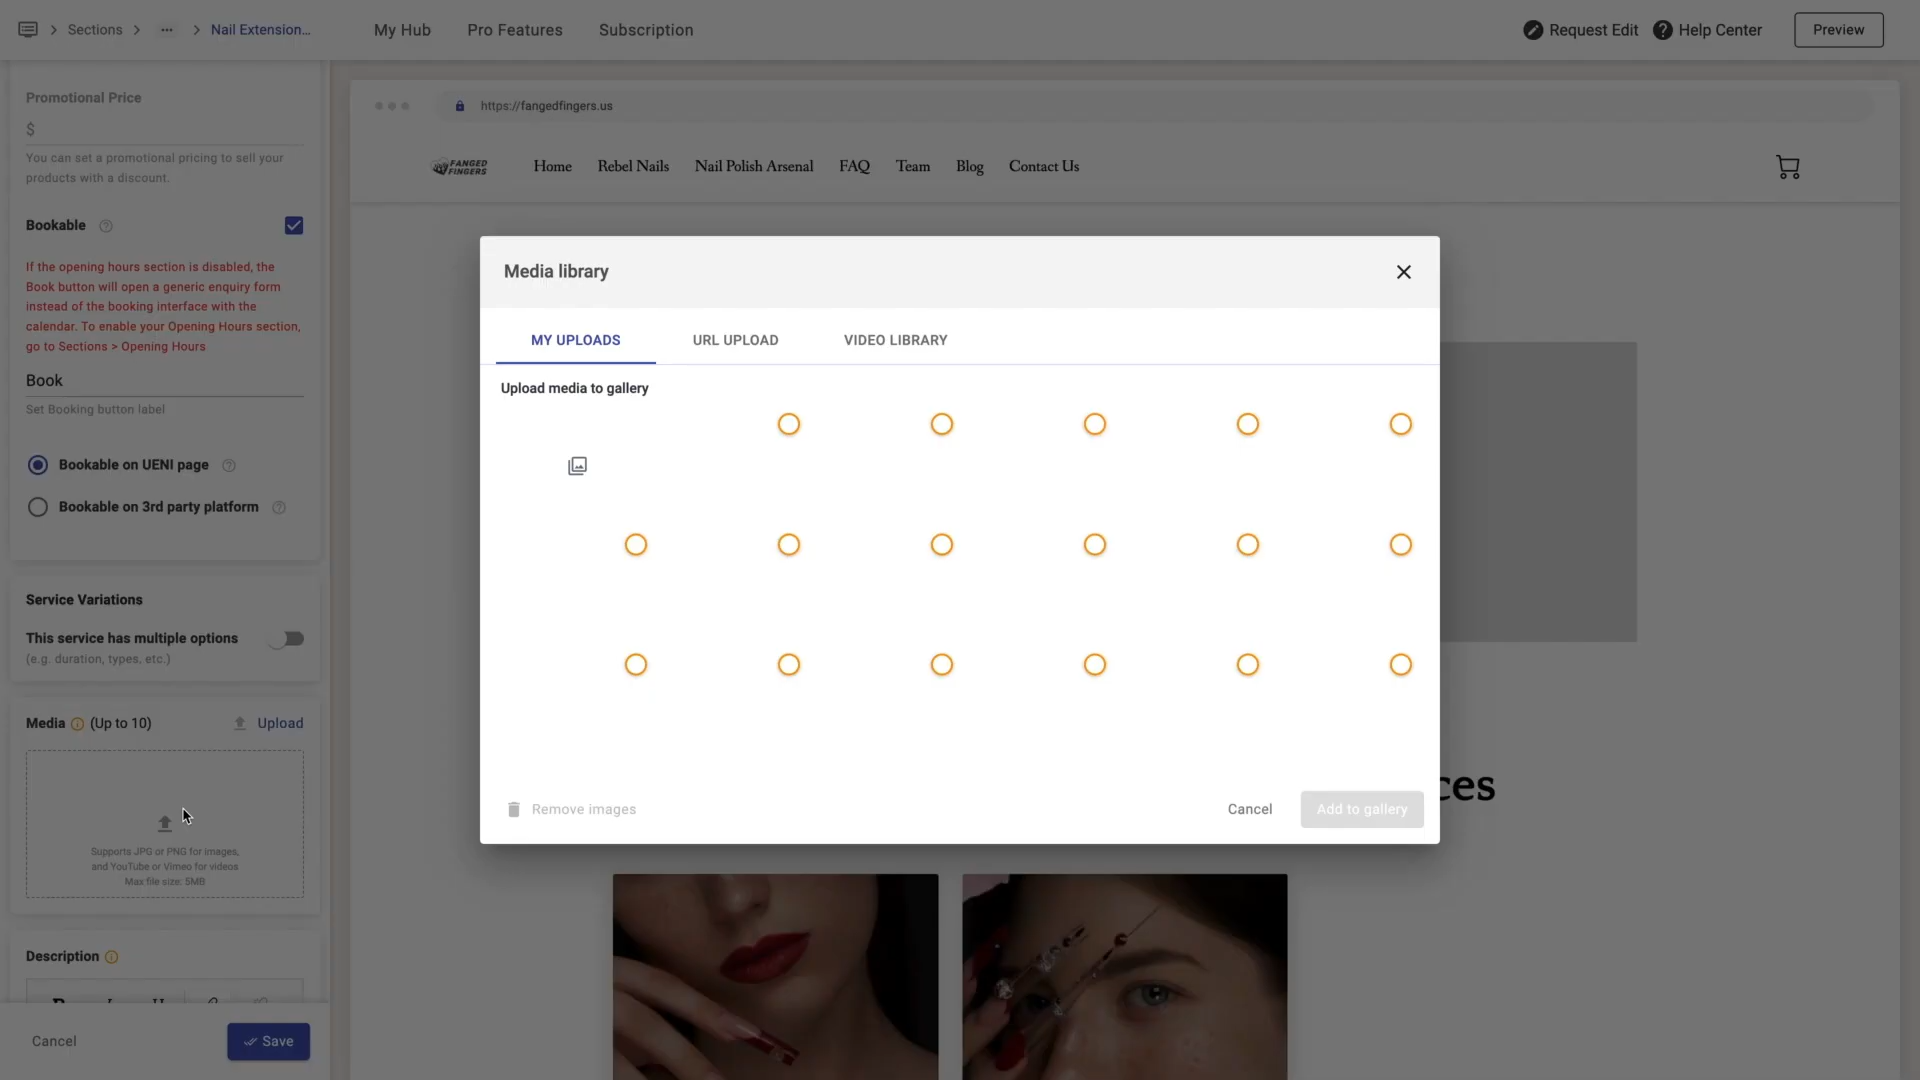 Sections
...
Nail Extension...
My Hub
Pro Features
Subscription
Request Edit
Help Center
Preview
Promotional Price
$
You can set a promotional pricing to sell your
products with a discount.
Bookable
If the opening hours section is disabled, the
Book button will open a generic enquiry form
instead of the booking interface with the
calendar. To enable your Opening Hours section,
go to Sections > Opening Hours
Book
Set Booking button label
Bookable on UENI page
Bookable on 3rd party platform
Service Variations
This service has multiple options
(e.g. duration, types, etc.)
Media (Up to 10)
Upload
Supports JPG or PNG for images,
and YouTube or Vimeo for videos
Max file size: 5MB
Description
B I U
Cancel
Save
https://fangedfingers.us
FANGED
FINGERS
Home
Rebel Nails
Nail Polish Arsenal
FAQ
Team
Blog
Contact Us
Media library
MY UPLOADS
URL UPLOAD
VIDEO LIBRARY
Upload media to gallery
Remove images
Cancel
Add to gallery
ces